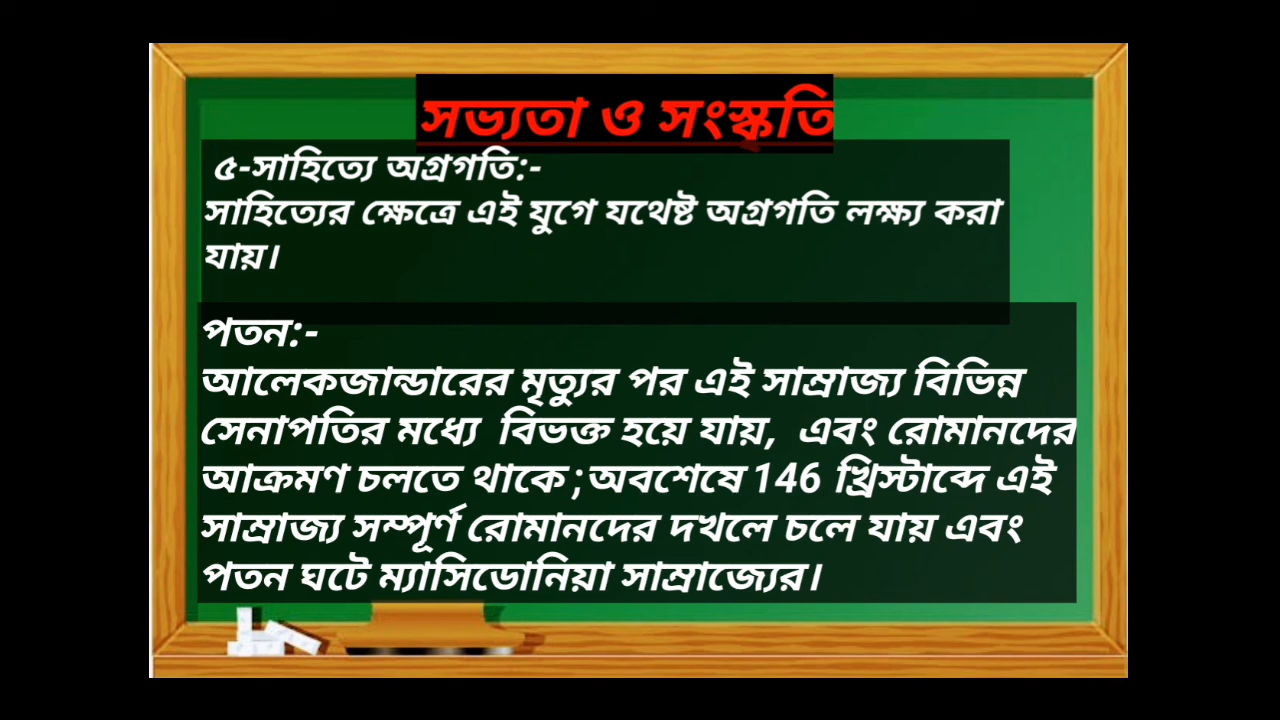 সভ্যতা ও সংস্কৃতি
৫-সাহিত্যে অগ্রগতি:-
সাহিত্যের ক্ষেত্রে এই যুগে যথেষ্ট অগ্রগতি লক্ষ্য করা
যায়।
পতন:-
আলেকজান্ডারের মৃত্যুর পর এই সাম্রাজ্য বিভিন্ন
সেনাপতির মধ্যে বিভক্ত হয়ে যায়, এবং রোমানদের
আক্রমণ চলতে থাকে ; অবশেষে 146 খ্রিস্টাব্দে এই
সাম্রাজ্য সম্পূর্ণ রোমানদের দখলে চলে যায় এবং
পতন ঘটে ম্যাসিডোনিয়া সাম্রাজ্যের।